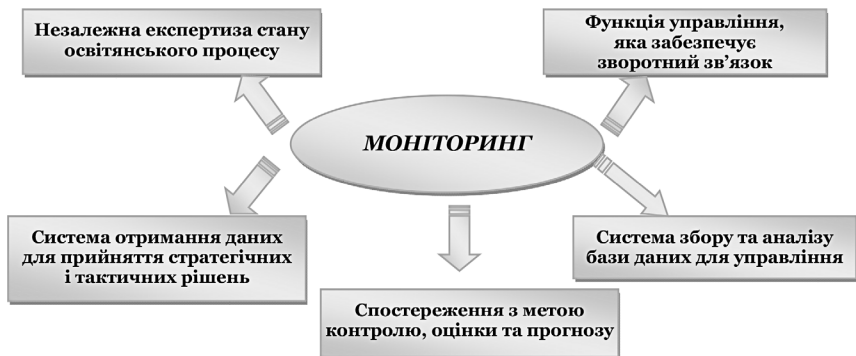 Незалежна експертиза стану
освітянського процесу
Функція управління,
яка забезпечує
зворотний зв’язок
МОНІТОРИНГ
Система отримання даних
для прийняття стратегічних
і тактичних рішень
Система збору та аналізу
бази даних для управління
Спостереження з метою
контролю, оцінки та прогнозу